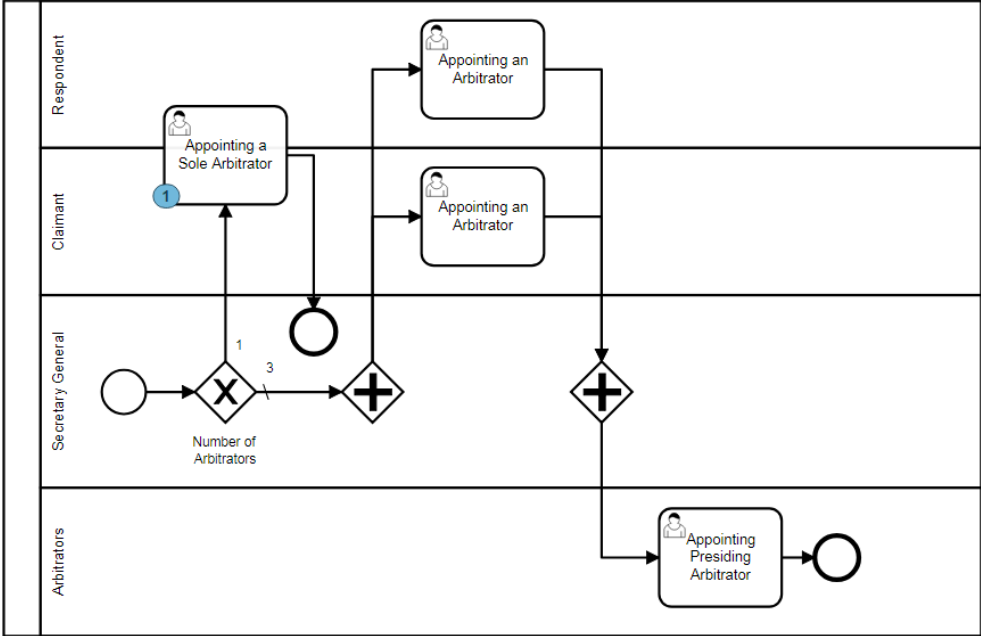 Respondent
Appointing an
Arbitrator
Appointing a
Sole Arbitrator
1
Claimant
Appointing an
Arbitrator
Secretary General
1
3
Number of
Arbitrators
Arbitrators
Appointing
Presiding
Arbitrator